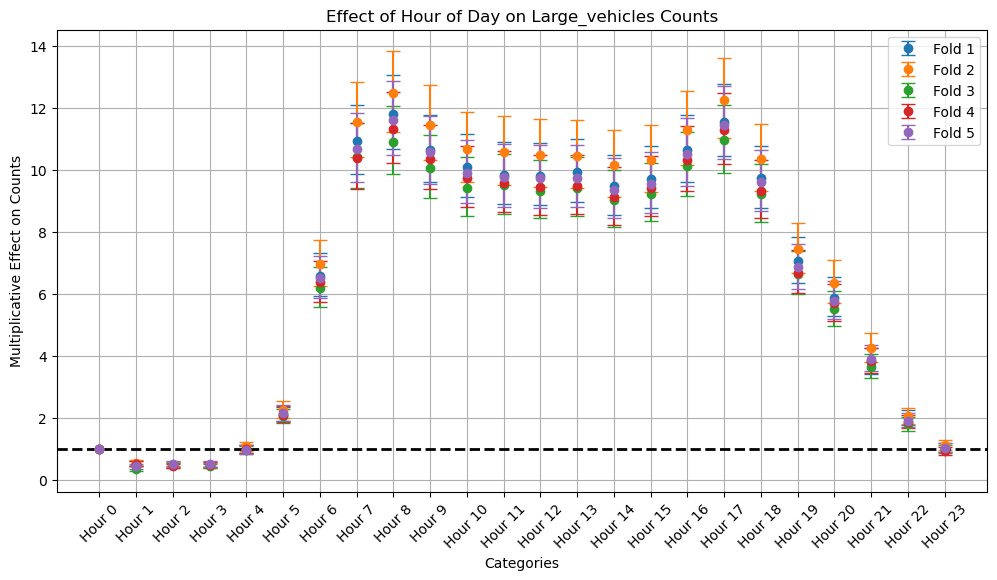 Effect of Hour of Day on Large_vehicles Counts
Multiplicative Effect on Counts
14
12
10
8
6
4
2
0
Fold 1
Fold 2
Fold 3
Fold 4
Fold 5
Hour 0
Hour 1
Hour 2
Hour 3
Hour 4
Hour 5
Hour 6
Hour 7
Hour 8
Hour 9
Hour 10
Hour 11
Hour 12
Hour 13
Hour 14
Hour 15
Hour 16
Hour 17
Hour 18
Hour 19
Hour 20
Hour 21
Hour 22
Hour 23
Categories